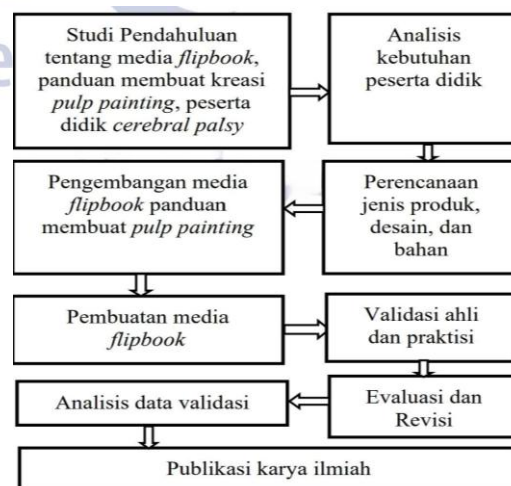 Studi Pendahuluan
tentang media flipbook,
panduan membuat kreasi
pulp painting, peserta
didik cerebral palsy
Analisis
kebutuhan
peserta didik
Perencanaan
jenis produk,
desain, dan
bahan
Pengembangan media
flipbook panduan
membuat pulp painting
Pembuatan media
flipbook
Validasi ahli
dan praktisi
Evaluasi dan
Revisi
Analisis data validasi
Publikasi karya ilmiah